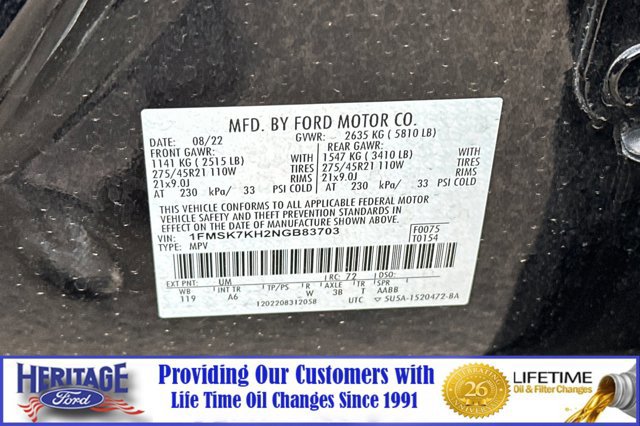 MFD. BY FORD MOTOR CO.
DATE: 08/22 GVWR: 2635 KG ( 5810 LB)
FRONT GAWR: REAR GAWR:
1141 KG ( 2515 LB) WITH 1547 KG ( 3410 LB) WITH
275/45R21 110W TIRES 275/45R21 110W TIRES
21x9.0J RIMS 21x9.0J RIMS
AT 230 kPa/ 33 PSI COLD AT 230 kPa/ 33 PSI COLD
THIS VEHICLE CONFORMS TO ALL APPLICABLE FEDERAL MOTOR
VEHICLE SAFETY AND THEFT PREVENTION STANDARDS IN
EFFECT ON THE DATE OF MANUFACTURE SHOWN ABOVE.
VIN: 1FMSK7KH2NGB83703 F0075
TYPE: MPV T0154
EXT PNT: UM RC: 72 DSO:
WB INT TR TP/PS R AX TR SPR
119 A6 W 3B T AABB
1202208312058 UTC 5U5A-1520472-BA
HERITAGE
Ford
Providing Our Customers with
Life Time Oil Changes Since 1991
26
LIFETIME
Oil & Filter Changes